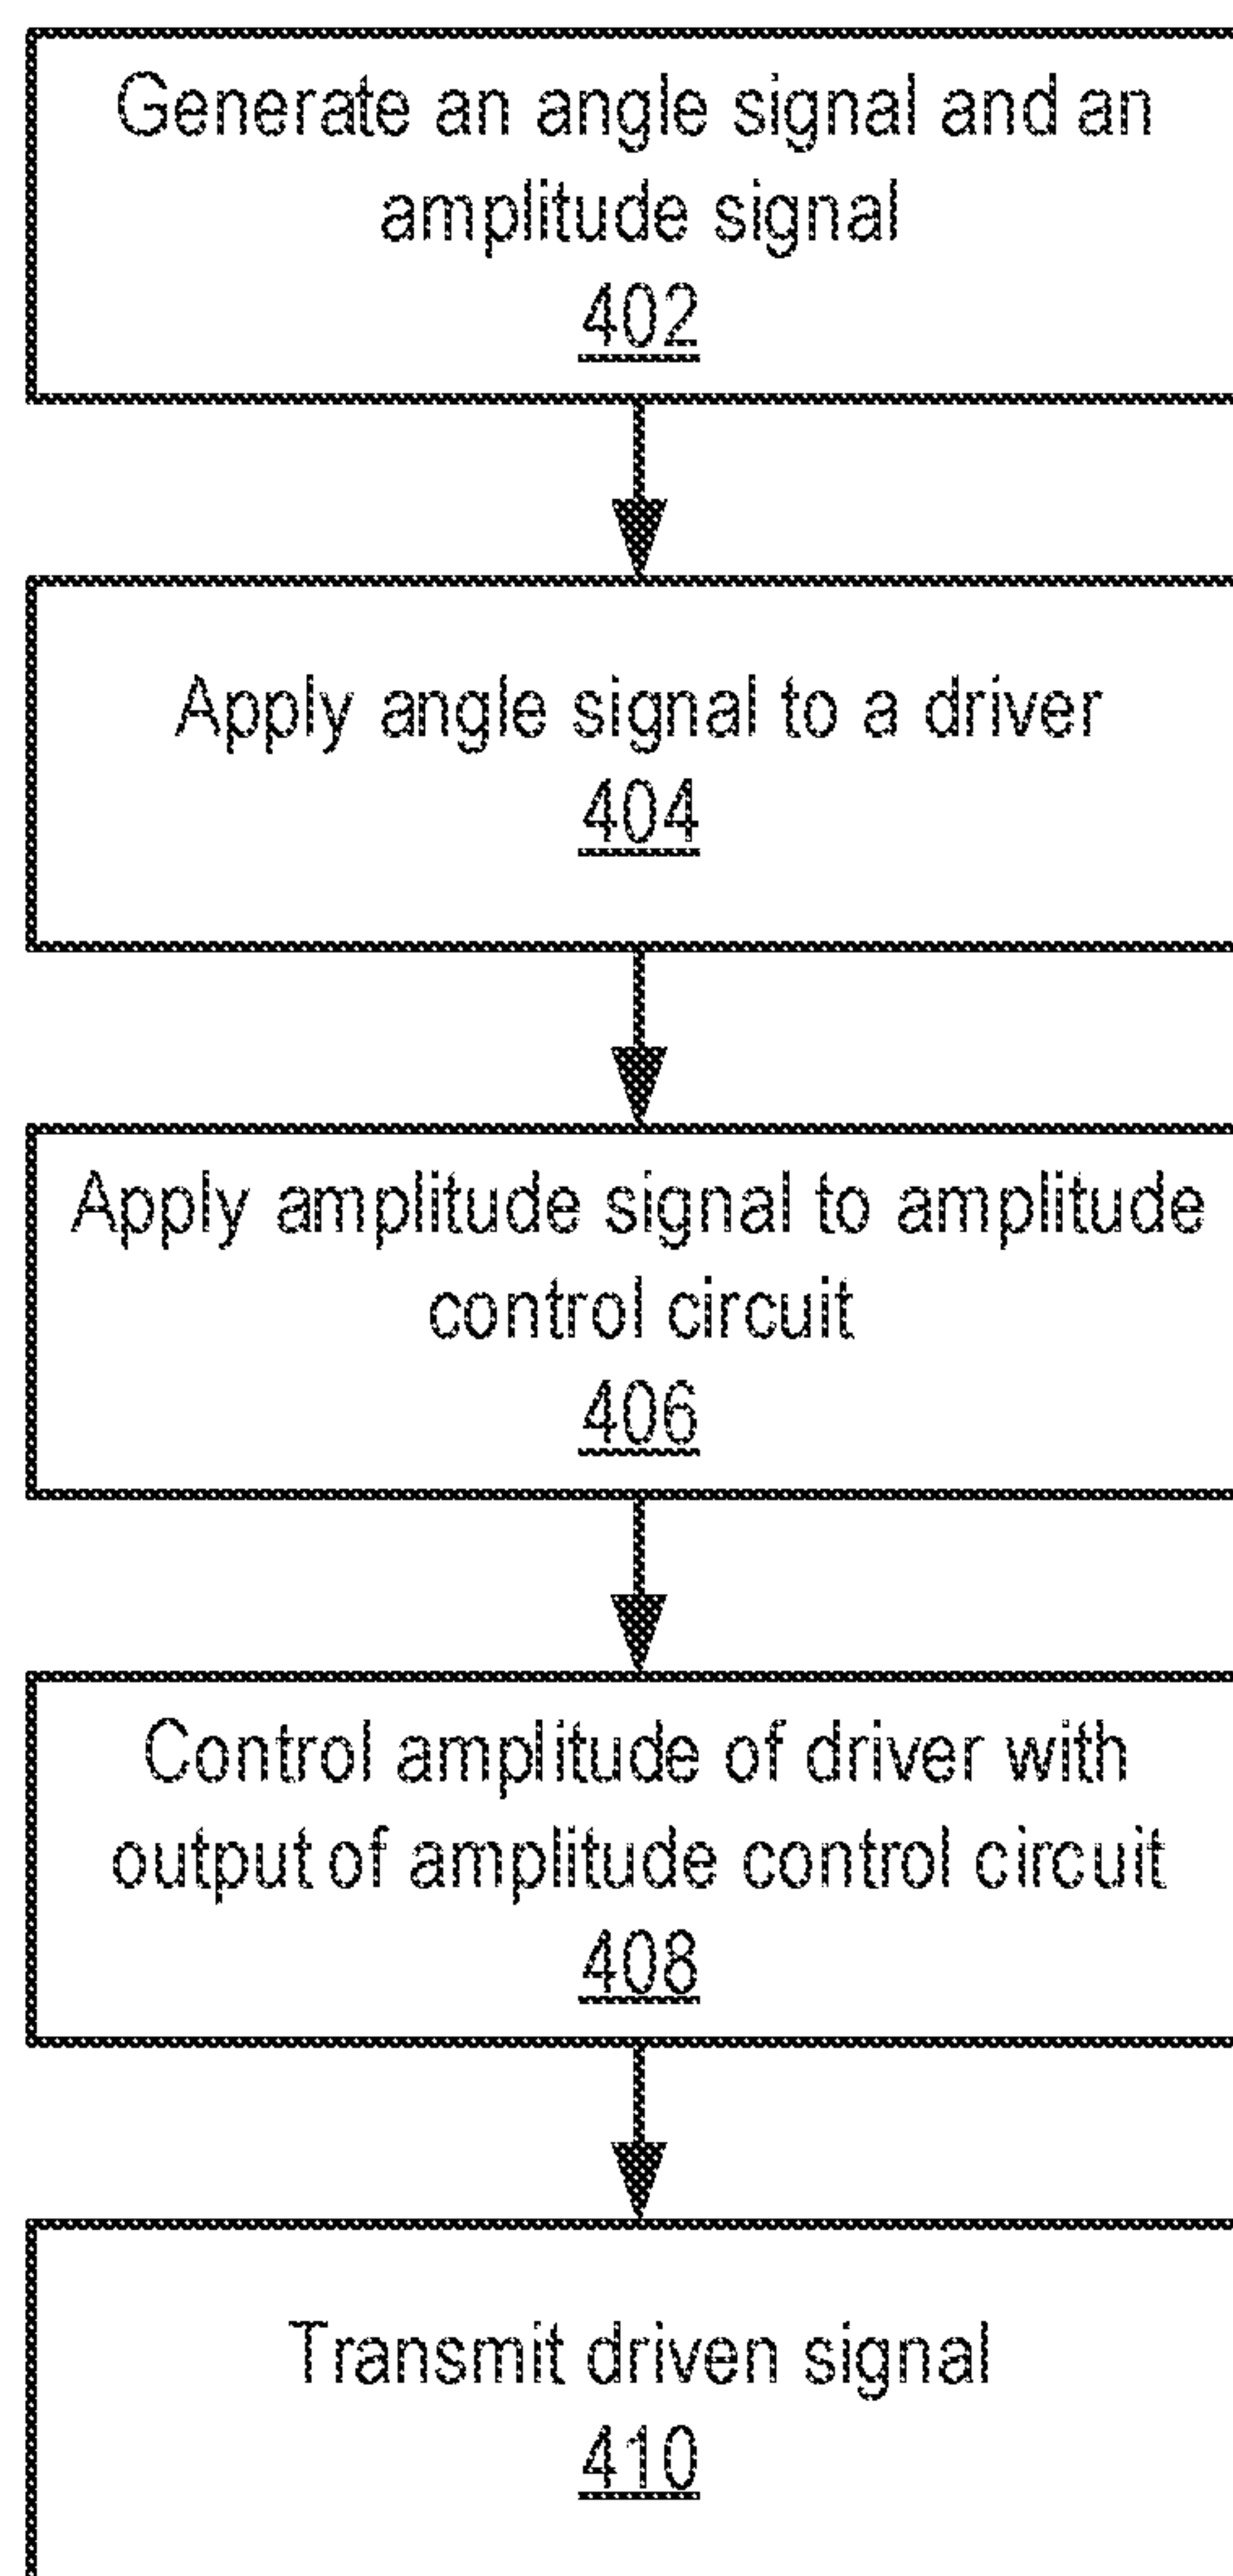 Generate an angle signal and an
amplitude signal
402
Apply angle signal to a driver
404
Apply amplitude signal to amplitude
control circuit
406
Control amplitude of driver with
output of amplitude control circuit
408
Transmit driven signal
410